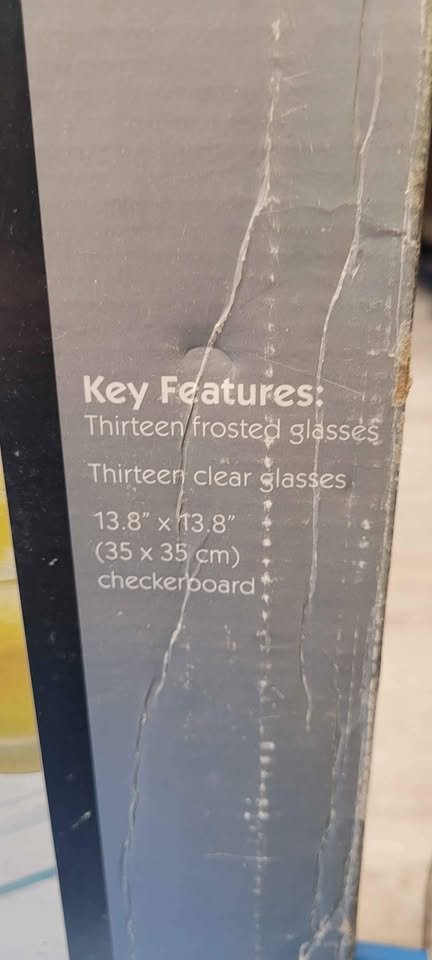 Key Features:
Thirteen frosted glasses
Thirteen clear glasses
13.8" x 13.8"
(35 x 35 cm)
checkerboard